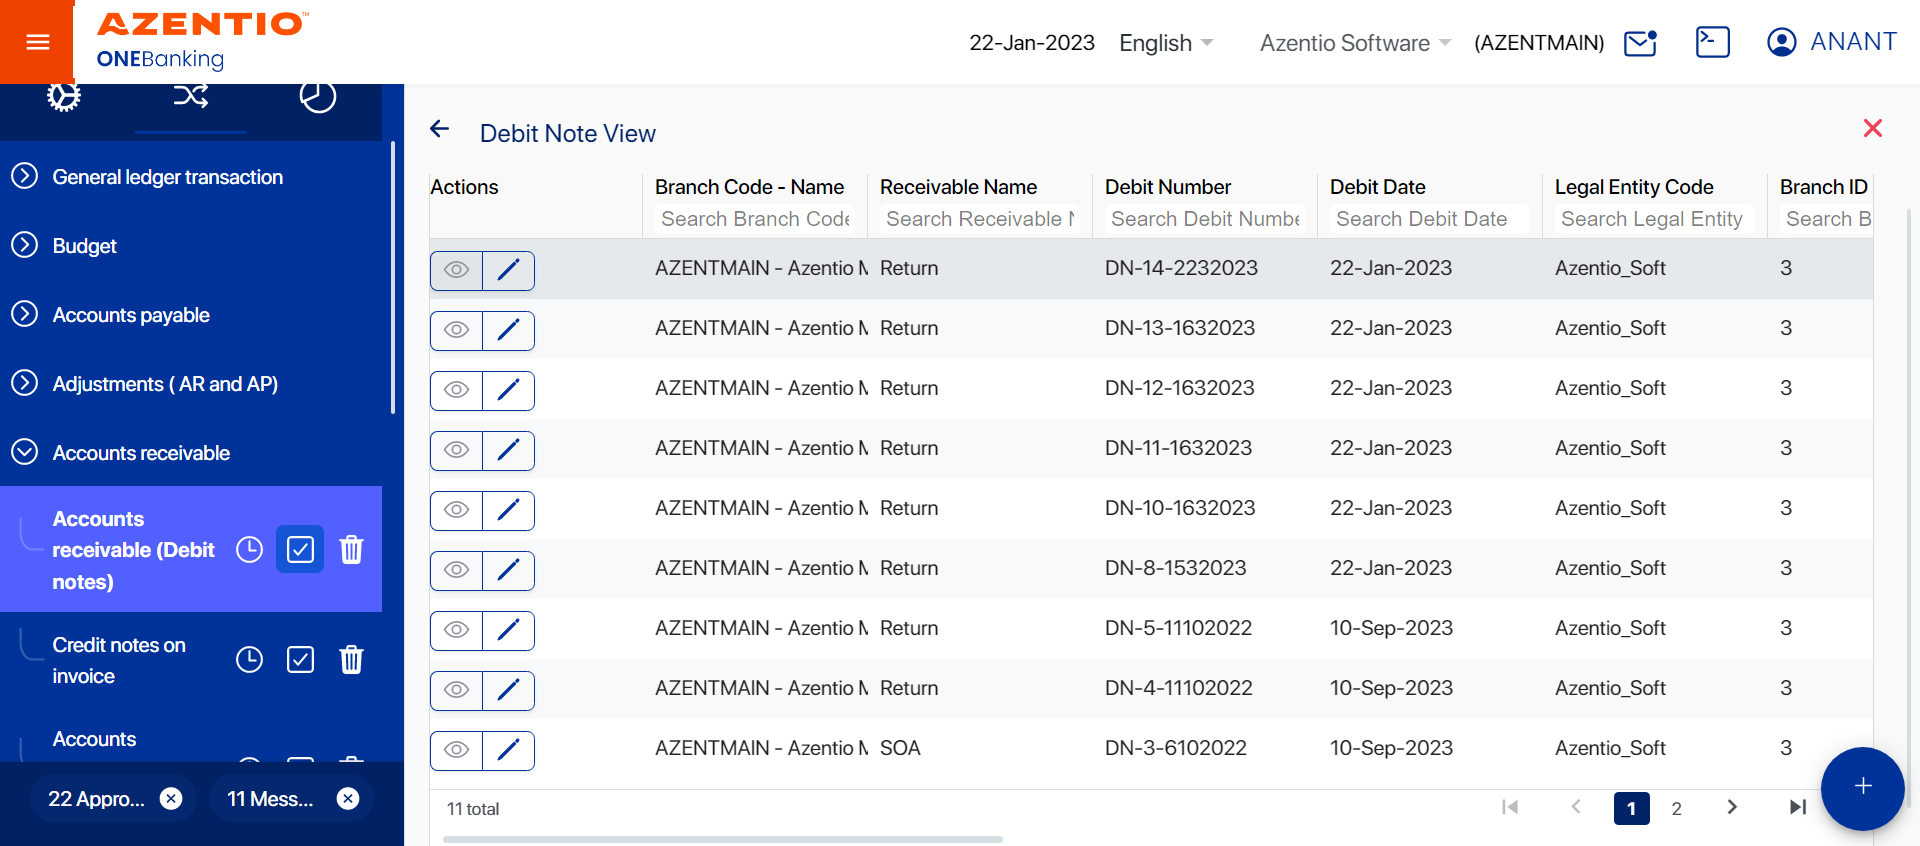 AZENTIO™
ONEBanking
22-Jan-2023 English Azentio Software (AZENTMAIN) ANANT
General ledger transaction
Budget
Accounts payable
Adjustments ( AR and AP)
Accounts receivable
Accounts
receivable (Debit
notes)
Credit notes on
invoice
Accounts
22 Appro... 11 Mess...
Debit Note View
Actions Branch Code - Name Receivable Name Debit Number Debit Date Legal Entity Code Branch ID
Search Branch Code Search Receivable N Search Debit Numbe Search Debit Date Search Legal Entity Search B
AZENTMAIN - Azentio M Return DN-14-2232023 22-Jan-2023 Azentio_Soft 3
AZENTMAIN - Azentio M Return DN-13-1632023 22-Jan-2023 Azentio_Soft 3
AZENTMAIN - Azentio M Return DN-12-1632023 22-Jan-2023 Azentio_Soft 3
AZENTMAIN - Azentio M Return DN-11-1632023 22-Jan-2023 Azentio_Soft 3
AZENTMAIN - Azentio M Return DN-10-1632023 22-Jan-2023 Azentio_Soft 3
AZENTMAIN - Azentio M Return DN-8-1532023 22-Jan-2023 Azentio_Soft 3
AZENTMAIN - Azentio M Return DN-5-11102022 10-Sep-2023 Azentio_Soft 3
AZENTMAIN - Azentio M Return DN-4-11102022 10-Sep-2023 Azentio_Soft 3
AZENTMAIN - Azentio M SOA DN-3-6102022 10-Sep-2023 Azentio_Soft 3
11 total 1 2